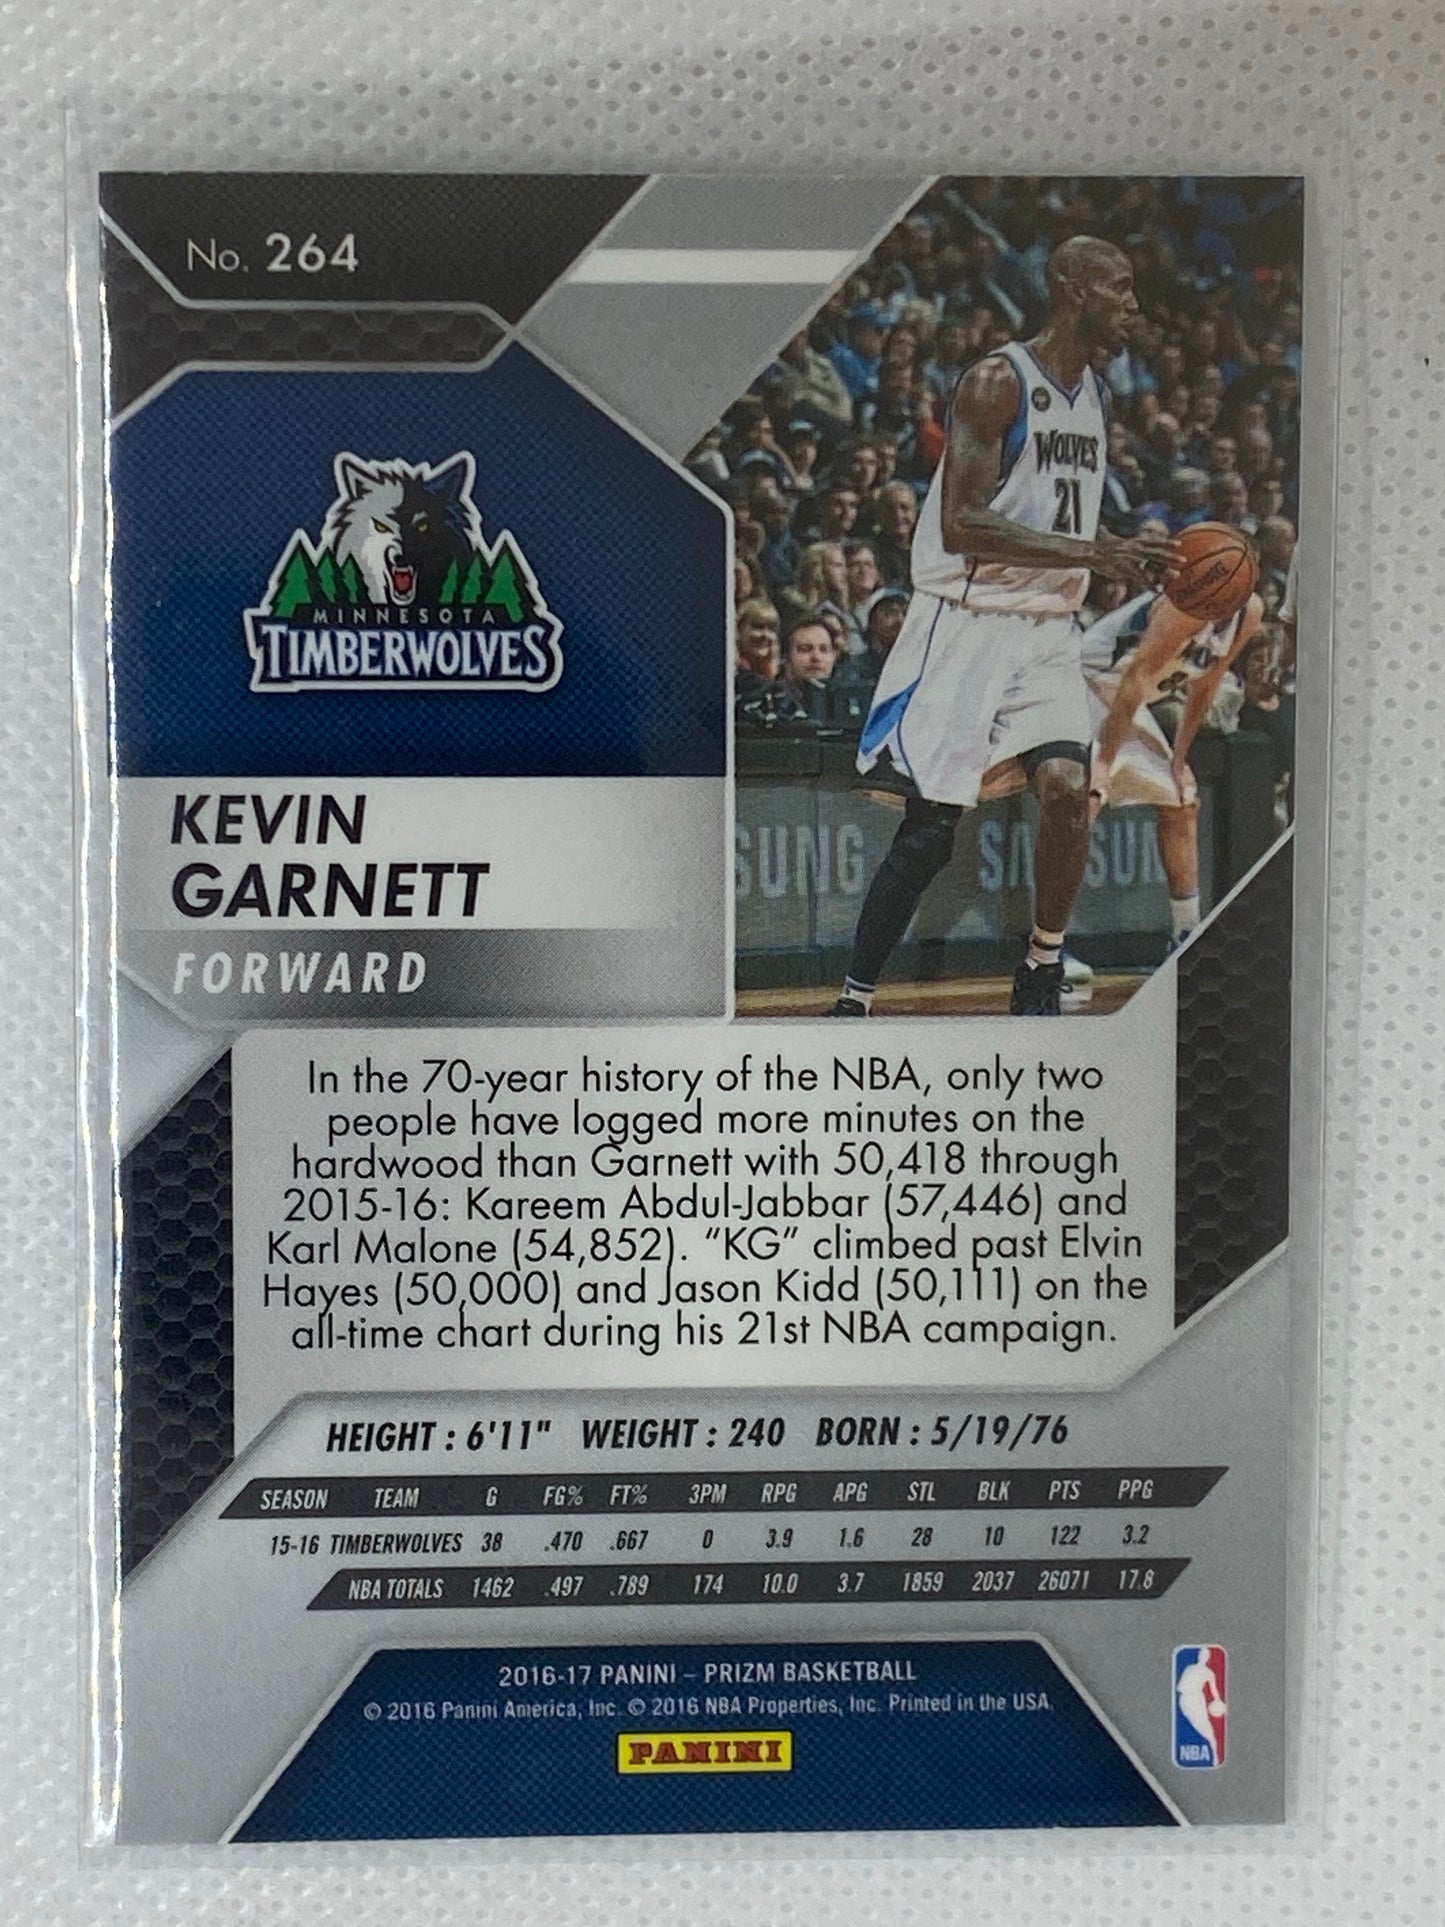 No. 264
WOLVES
21
SPALDING
MINNESOTA
TIMBERWOLVES
KEVIN
GARNETT
FORWARD
SUNG
SAMSUNG
In the 70-year history of the NBA, only two
people have logged more minutes on the
hardwood than Garnett with 50,418 through
2015-16: Kareem Abdul-Jabbar (57,446) and
Karl Malone (54,852). "KG" climbed past Elvin
Hayes (50,000) and Jason Kidd (50,111) on the
all-time chart during his 21st NBA campaign.
HEIGHT : 6'11" WEIGHT : 240 BORN : 5/19/76
SEASON TEAM G FG% FT% 3PM RPG APG STL BLK PTS PPG
15-16 TIMBERWOLVES 38 .470 .667 0 3.9 1.6 28 10 122 3.2
NBA TOTALS 1462 .497 .789 174 10.0 3.7 1859 2037 26071 17.8
2016-17 PANINI – PRIZM BASKETBALL
© 2016 Panini America, Inc. © 2016 NBA Properties, Inc. Printed in the USA.
PANINI
NBA